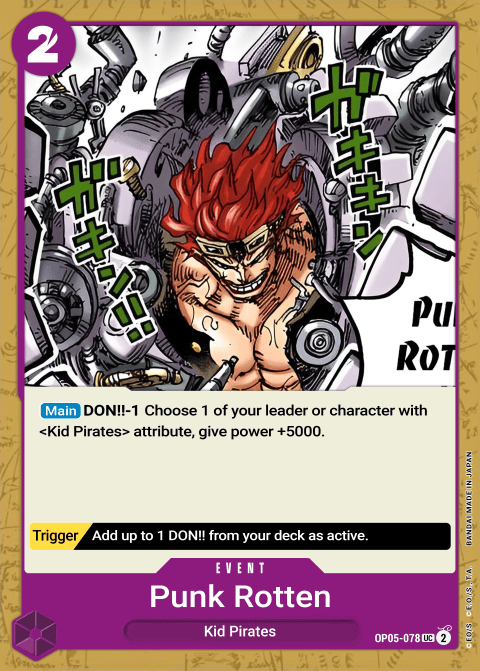 2
ガキキン
ガキン!!
PU
ROT
Main DON!!-1 Choose 1 of your leader or character with
<Kid Pirates> attribute, give power +5000.
Trigger Add up to 1 DON!! from your deck as active.
EVENT
Punk Rotten
Kid Pirates
OP05-078 UC 2
©E.O./S. ©E.O./S.,T.A. BANDAI MADE IN JAPAN